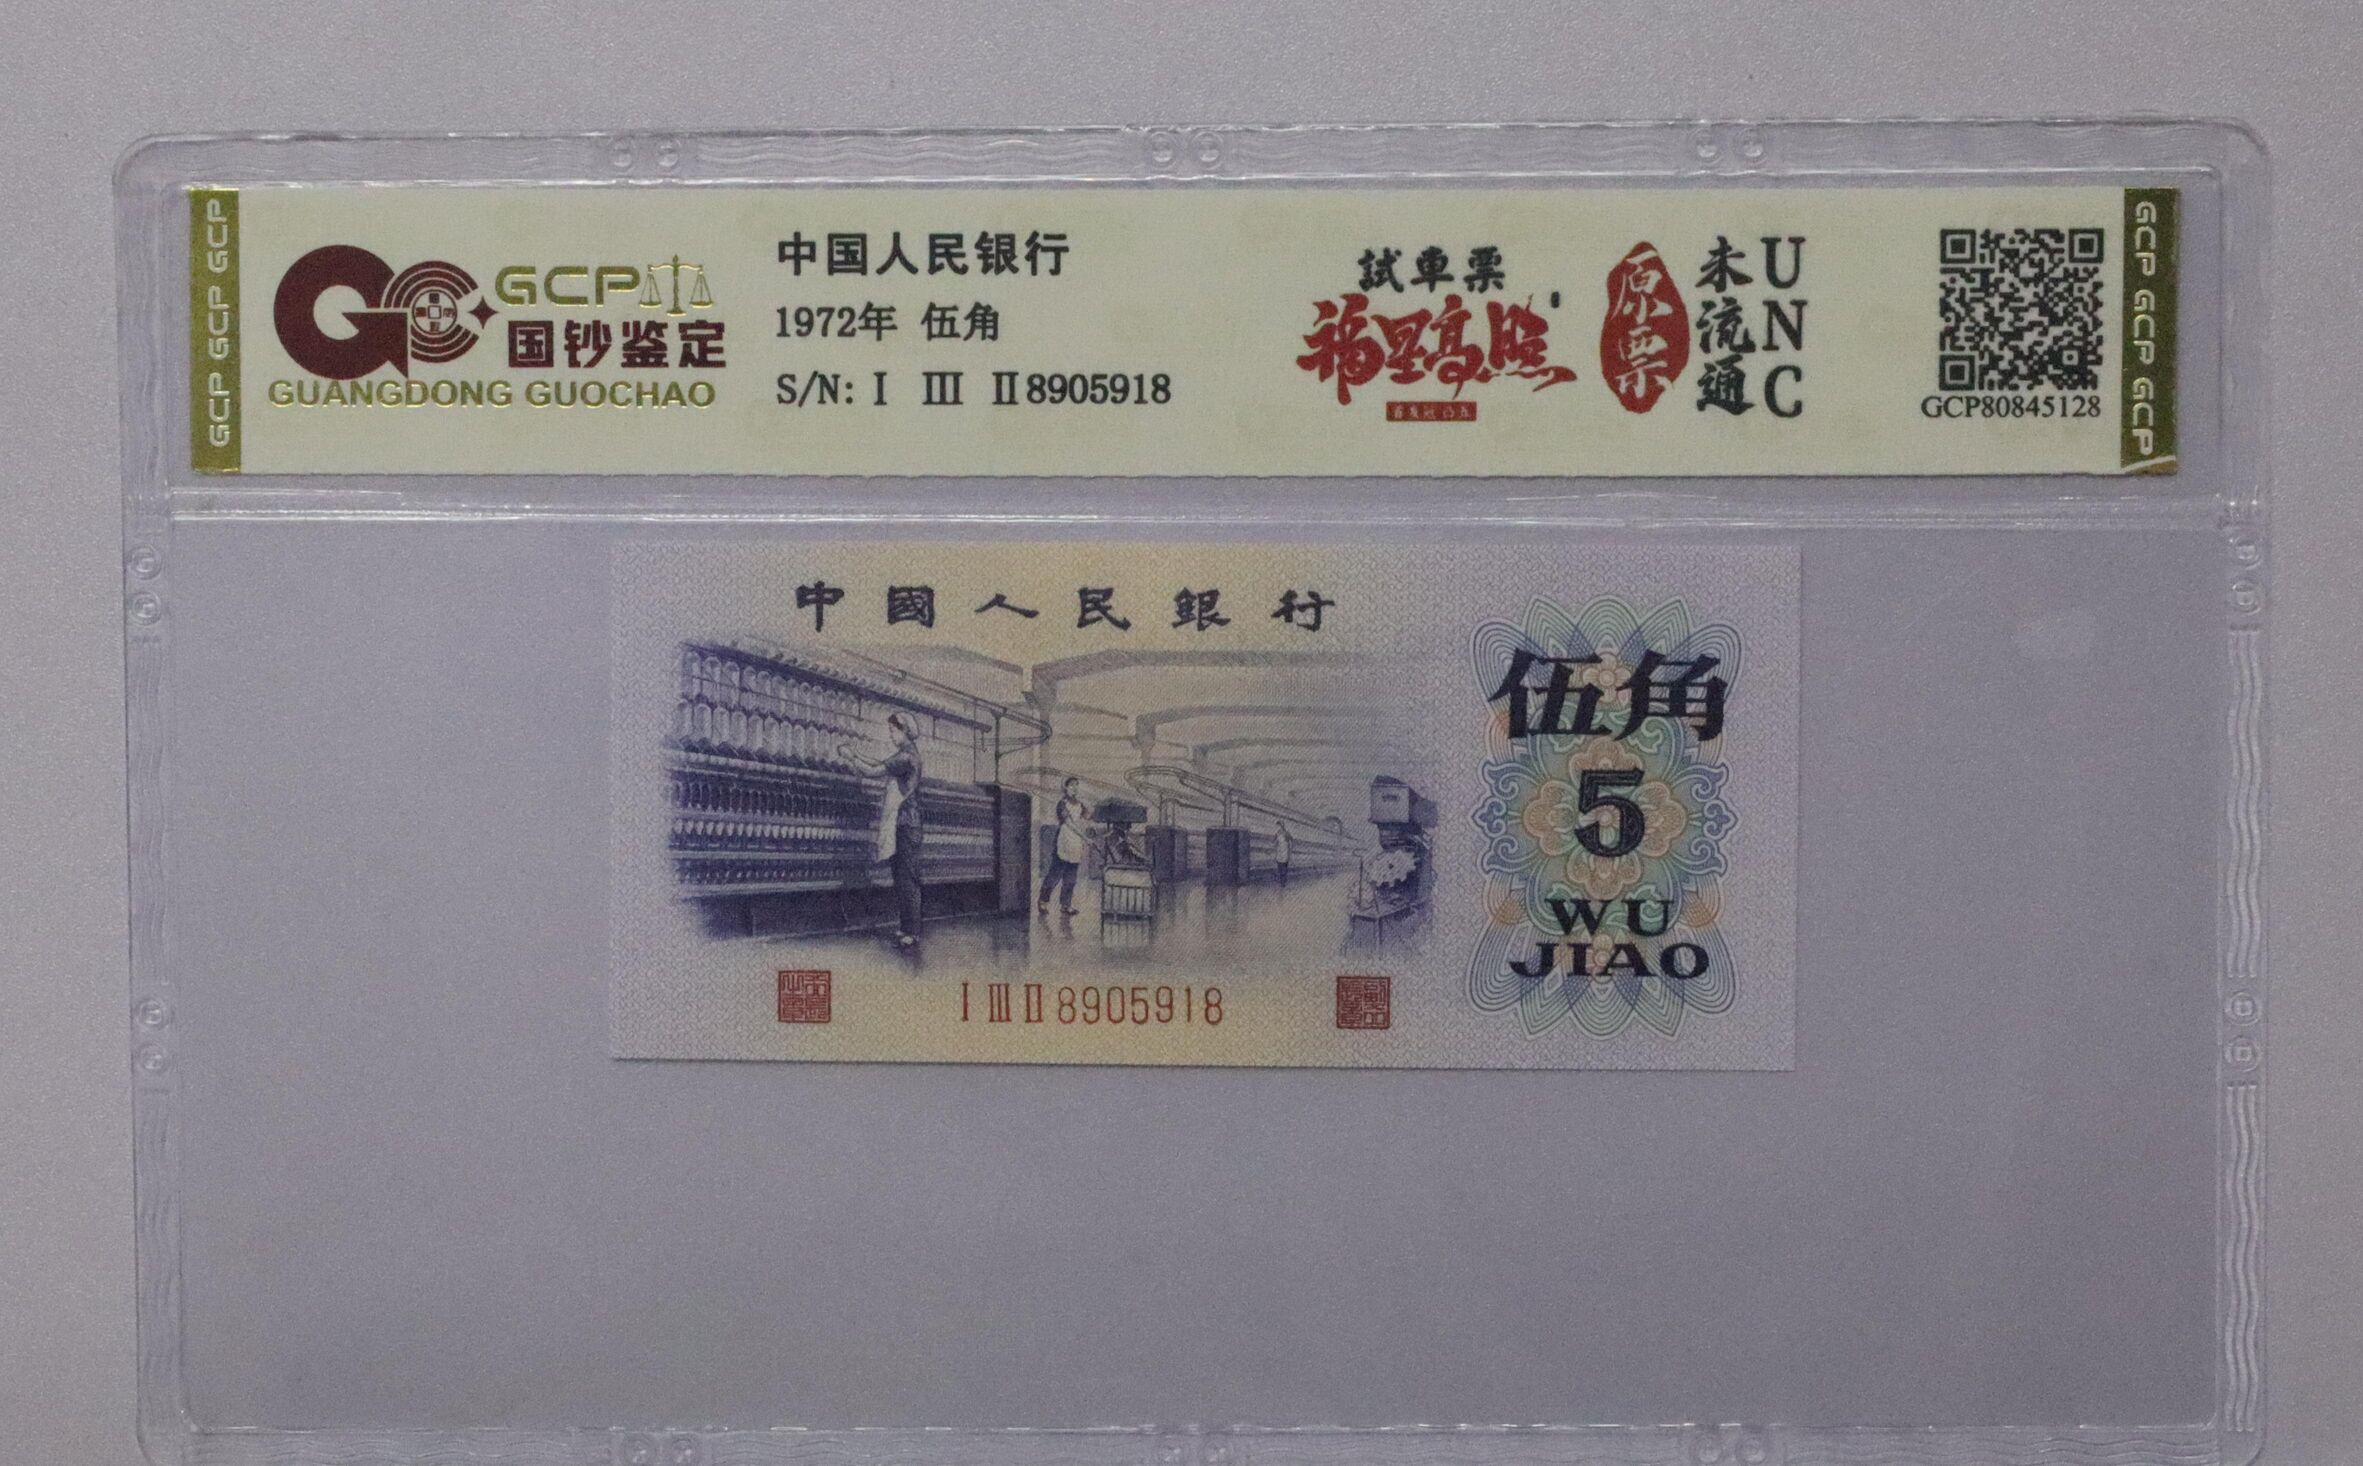 GCP GCP GCP
GCP
国钞鉴定
GUANGDONG GUOCHAO
中国人民银行
1972年 伍角
S/N: Ⅰ Ⅲ Ⅱ8905918
試車票
福星高照
原票
未流通
UNC
GCP80845128
GCP GCP GCP
中國人民銀行
伍角
5
WU
JIAO
ⅠⅢⅡ8905918